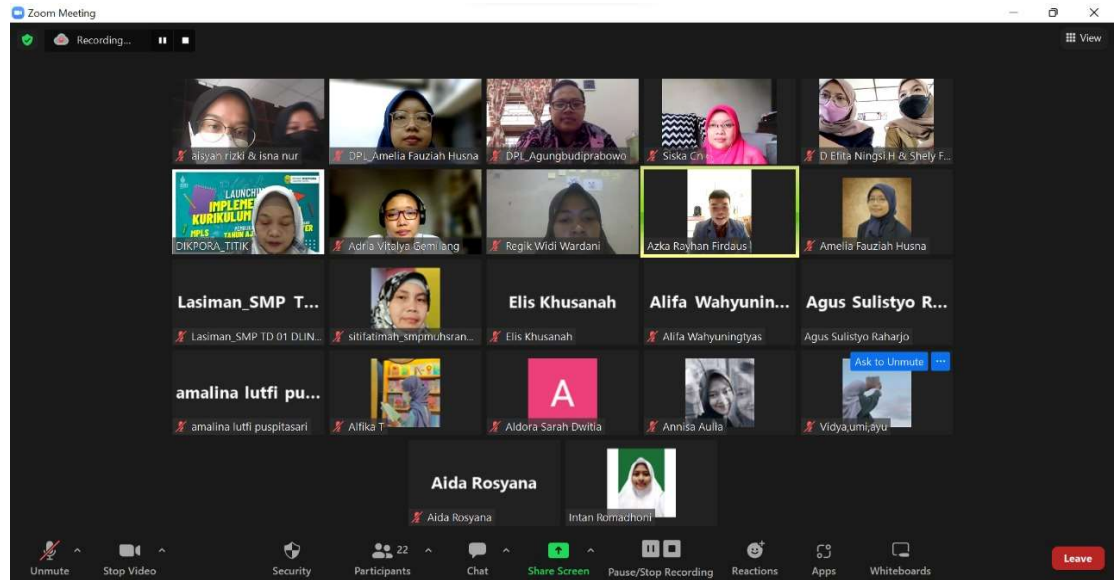 Zoom Meeting
Recording...
View
aisyan rizki & isna nur
DPL_Amelia Fauziah Husna
DPL_Agungbudiprabowo
Siska Ch
D Efita Ningsi.H & Shely F...
LAUNCHING
KURIKULUM
MPLS
DIKPORA_TITIK
Adria Vitalya Gemilang
Regik Widi Wardani
Azka Rayhan Firdaus
Amelia Fauziah Husna
Lasiman_SMP T...
Elis Khusanah
Alifa Wahyunin...
Agus Sulistyo R...
Lasiman_SMP TD 01 DLIN...
sitifatimah_smpmuhsran...
Elis Khusanah
Alifa Wahyuningtyas
Agus Sulistyo Raharjo
amalina lutfi pu...
A
Ask to Unmute
...
amalina lutfi puspitasari
Alfika T
Aldora Sarah Dwitia
Annisa Aulia
Vidya,umi,ayu
Aida Rosyana
Aida Rosyana
Intan Romadhoni
22
Unmute
Stop Video
Security
Participants
Chat
Share Screen
Pause/Stop Recording
Reactions
Apps
Whiteboards
Leave